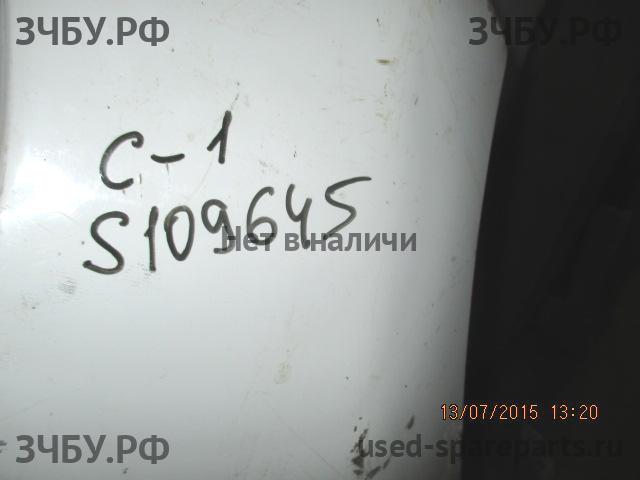 ЗЧБУ.РФ ЗЧБУ.РФ
С-1
S109645
Нет в наличи
13/07/2015 13:20
ЗЧБУ.РФ used-spareparts.ru